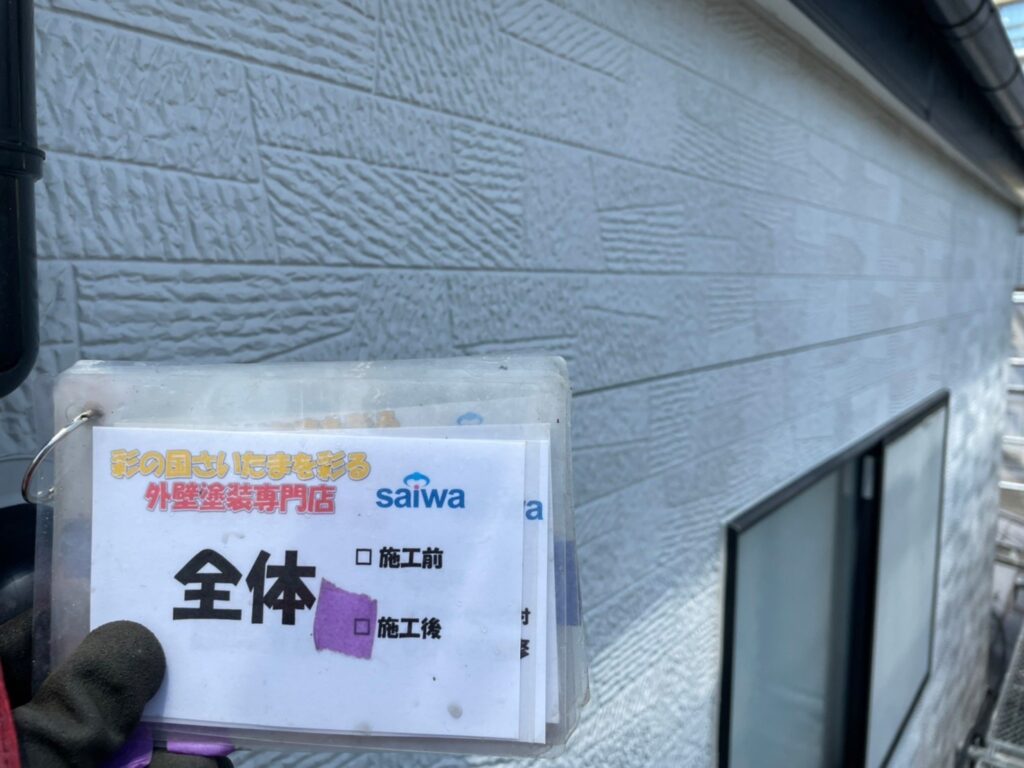 彩の国さいたまを彩る
外壁塗装専門店
saiwa
全体
□ 施工前
□ 施工後
a
付